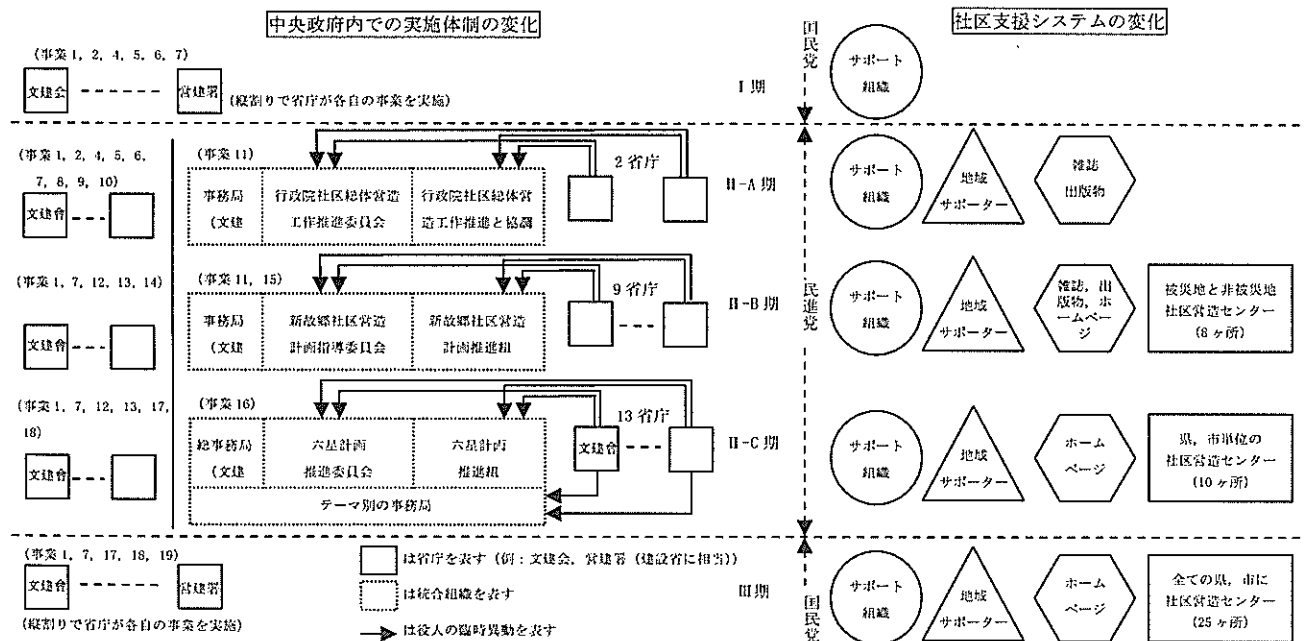 中央政府内での実施体制の変化
社区支援システムの変化
(事業 1, 2, 4, 5, 6, 7)
文建会
営建署
(縦割りで省庁が各自の事業を実施)
I 期
国民党
サポート
組織
(事業 1, 2, 4, 5, 6,
7, 8, 9, 10)
文建會
(事業 11)
事務局
(文建
行政院社区総体営造
工作推進委員会
行政院社区総体営
造工作推進と協調
2 省庁
II-A 期
民進党
サポート
組織
地域
サポーター
雑誌
出版物
(事業 1, 7, 12, 13, 14)
文建會
(事業 11, 15)
事務局
(文建
新故郷社区営造
計画指導委員会
新故郷社区営造
計画推進組
9 省庁
II-B 期
サポート
組織
地域
サポーター
雑誌, 出
版物, ホ
ームペー
ジ
被災地と非被災地
社区営造センター
(8 ヶ所)
(事業 1, 7, 12, 13, 17,
18)
文建會
(事業 16)
総事務局
(文建
六星計画
推進委員会
六星計画
推進組
テーマ別の事務局
13 省庁
文建會
II-C 期
サポート
組織
地域
サポーター
ホーム
ページ
県, 市単位の
社区営造センター
(10 ヶ所)
(事業 1, 7, 17, 18, 19)
文建會
営建署
(縦割りで省庁が各自の事業を実施)
は省庁を表す (例：文建会, 営建署 (建設省に担当))
は統合組織を表す
は役人の臨時異動を表す
III 期
国民党
サポート
組織
地域
サポーター
ホーム
ページ
全ての県, 市に
社区営造センター
(25 ヶ所)